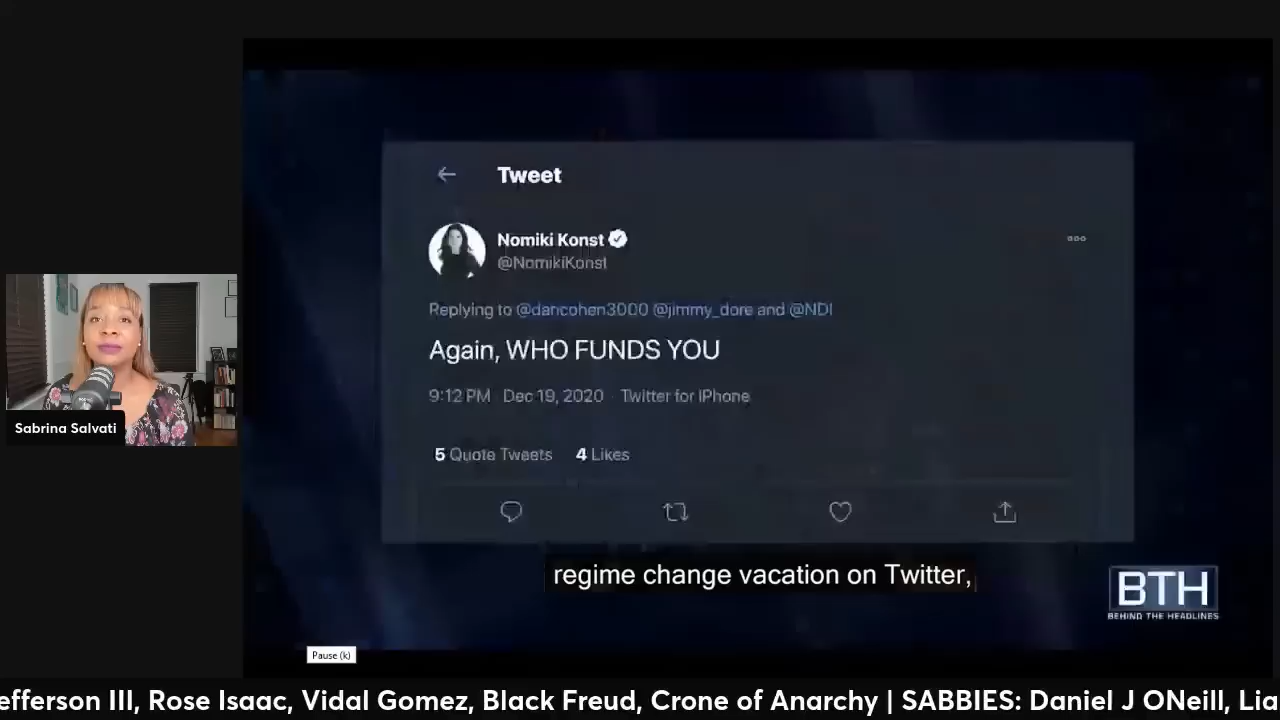 Tweet
Nomiki Konst
@NomikiKonst
Replying to @dancohen3000 @jimmy_dore and @NDI
Again, WHO FUNDS YOU
9:12 PM · Dec 19, 2020 · Twitter for iPhone
5 Quote Tweets 4 Likes
regime change vacation on Twitter,
BTH
BEHIND THE HEADLINES
Sabrina Salvati
Pause (k)
efferson III, Rose Isaac, Vidal Gomez, Black Freud, Crone of Anarchy | SABBIES: Daniel J ONeill, Lia